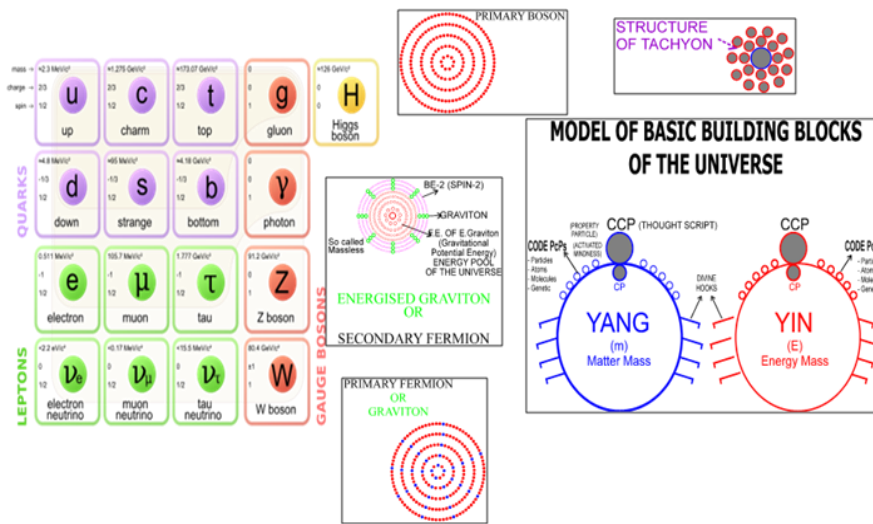 mass → ≈2.3 MeV/c²
charge → 2/3
spin → 1/2
u
up
≈1.275 GeV/c²
2/3
1/2
c
charm
≈173.07 GeV/c²
2/3
1/2
t
top
0
0
1
g
gluon
≈126 GeV/c²
0
0
H
Higgs
boson
QUARKS
≈4.8 MeV/c²
-1/3
1/2
d
down
≈95 MeV/c²
-1/3
1/2
s
strange
≈4.18 GeV/c²
-1/3
1/2
b
bottom
0
0
1
γ
photon
0.511 MeV/c²
-1
1/2
e
electron
105.7 MeV/c²
-1
1/2
μ
muon
1.777 GeV/c²
-1
1/2
τ
tau
91.2 GeV/c²
0
1
Z
Z boson
LEPTONS
<2.2 eV/c²
0
1/2
νe
electron
neutrino
<0.17 MeV/c²
0
1/2
νμ
muon
neutrino
<15.5 MeV/c²
0
1/2
ντ
tau
neutrino
80.4 GeV/c²
±1
1
W
W boson
GAUGE BOSONS
PRIMARY BOSON
BE-2 (SPIN-2)
GRAVITON
So called
Massless
(Gravitational
Potential Energy)
ENERGY POOL
OF THE UNIVERSE
ENERGISED GRAVITON
OR
SECONDARY FERMION
PRIMARY FERMION
OR
GRAVITON
STRUCTURE
OF TACHYON
MODEL OF BASIC BUILDING BLOCKS
OF THE UNIVERSE
CCP (THOUGHT SCRIPT)
(PROPERTY
PARTICLE)
(ACTIVATED
MINDNESS)
CODE PcPs
- Particles
- Atoms
- Molecules
- Genetic
CP
YANG
(m)
Matter Mass
DIVINE
HOOKS
CCP
CODE P
- Par
- Ato
- Mol
- Gen
CP
YIN
(E)
Energy Mass